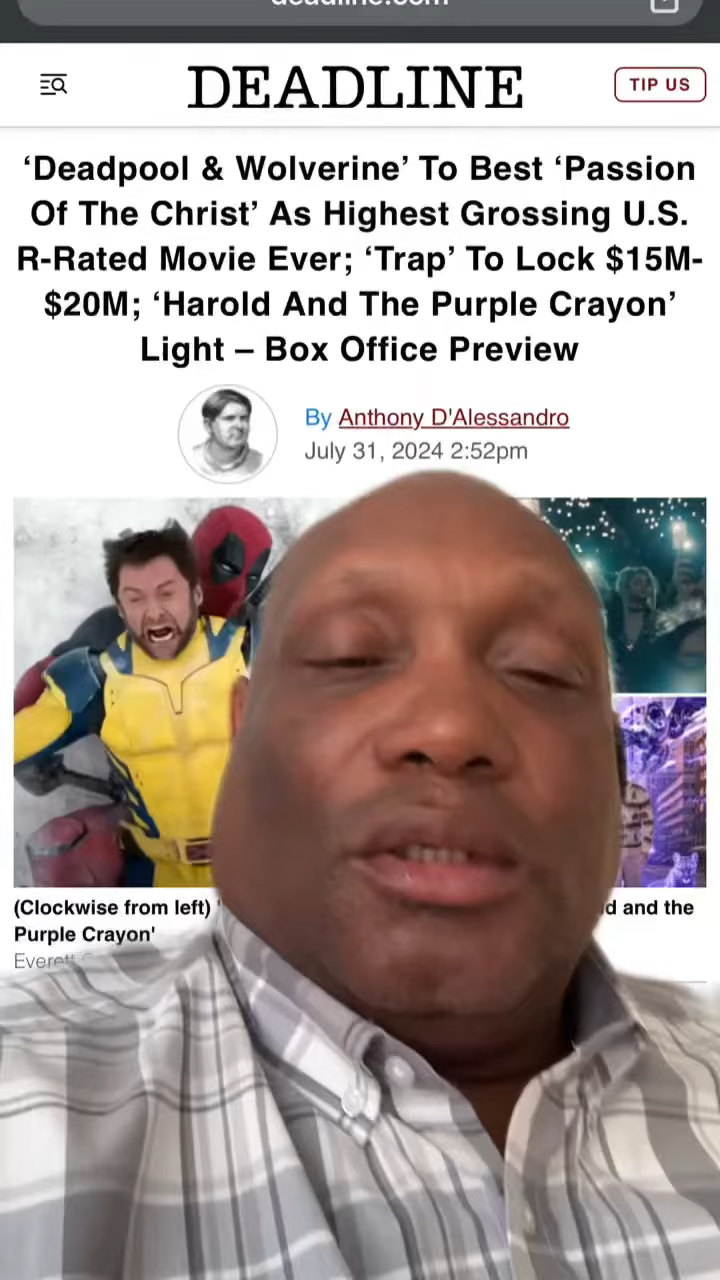 deadline.com
DEADLINE
TIP US
‘Deadpool & Wolverine’ To Best ‘Passion
Of The Christ’ As Highest Grossing U.S.
R-Rated Movie Ever; ‘Trap’ To Lock $15M-
$20M; ‘Harold And The Purple Crayon’
Light – Box Office Preview
By Anthony D'Alessandro
July 31, 2024 2:52pm
(Clockwise from left) and the
Purple Crayon'